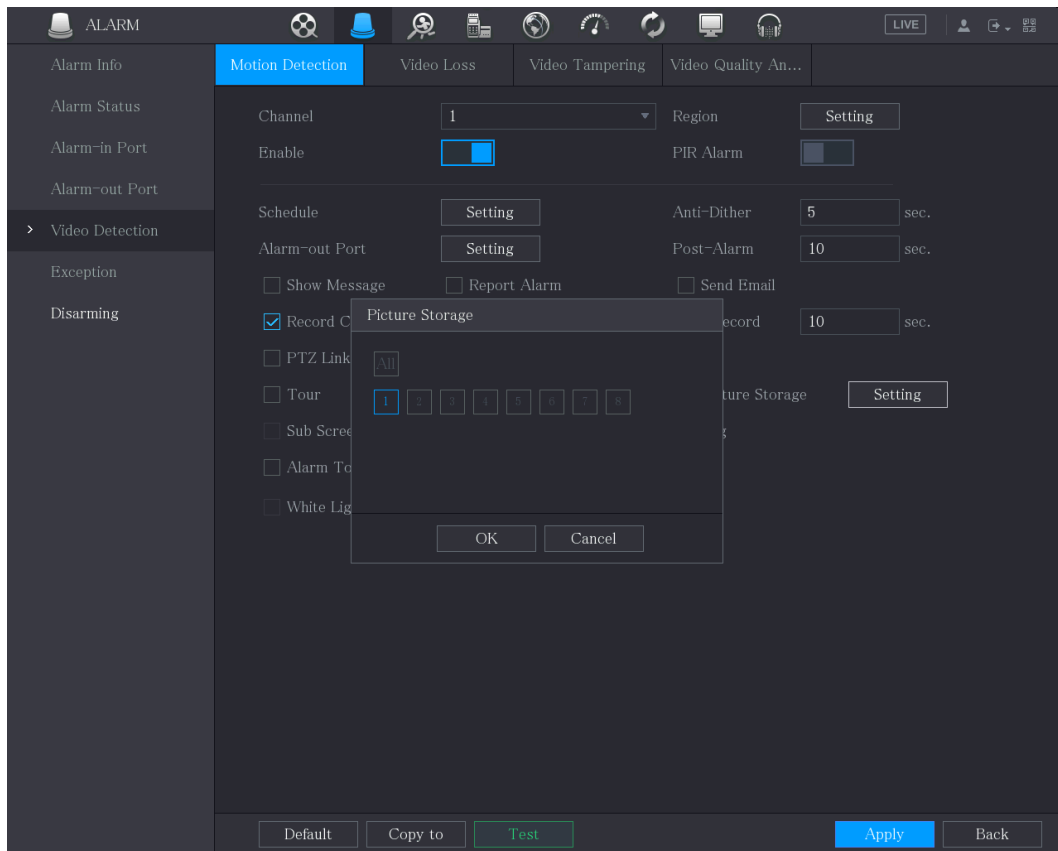 ALARM
LIVE
Alarm Info
Alarm Status
Alarm-in Port
Alarm-out Port
Video Detection
Exception
Disarming
Motion Detection Video Loss Video Tampering Video Quality An...
Channel 1 Region Setting
Enable PIR Alarm
Schedule Setting Anti-Dither 5 sec.
Alarm-out Port Setting Post-Alarm 10 sec.
Show Message Report Alarm Send Email
Record C ecord 10 sec.
PTZ Link
Tour ture Storage Setting
Sub Scree g
Alarm To
White Lig
Picture Storage
All
1 2 3 4 5 6 7 8
OK Cancel
Default Copy to Test Apply Back